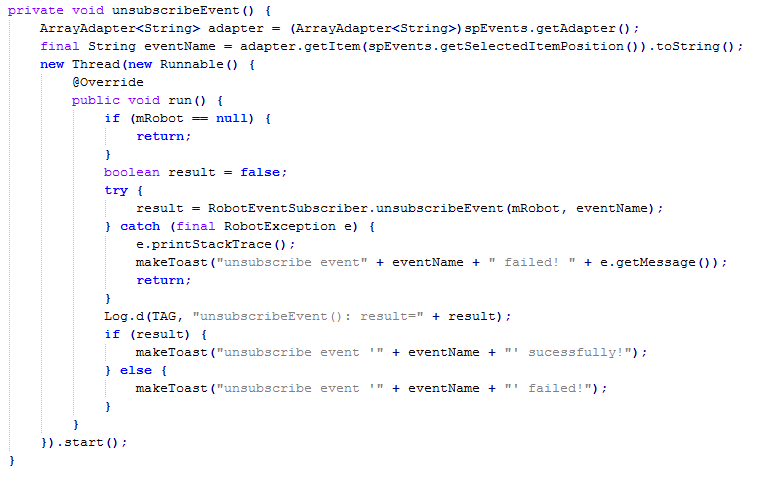 private void unsubscribeEvent() {
    ArrayAdapter<String> adapter = (ArrayAdapter<String>)spEvents.getAdapter();
    final String eventName = adapter.getItem(spEvents.getSelectedItemPosition()).toString();
    new Thread(new Runnable() {
        @Override
        public void run() {
            if (mRobot == null) {
                return;
            }
            boolean result = false;
            try {
                result = RobotEventSubscriber.unsubscribeEvent(mRobot, eventName);
            } catch (final RobotException e) {
                e.printStackTrace();
                makeToast("unsubscribe event" + eventName + " failed! " + e.getMessage());
                return;
            }
            Log.d(TAG, "unsubscribeEvent(): result=" + result);
            if (result) {
                makeToast("unsubscribe event '" + eventName + "' sucessfully!");
            } else {
                makeToast("unsubscribe event '" + eventName + "' failed!");
            }
        }
    }).start();
}